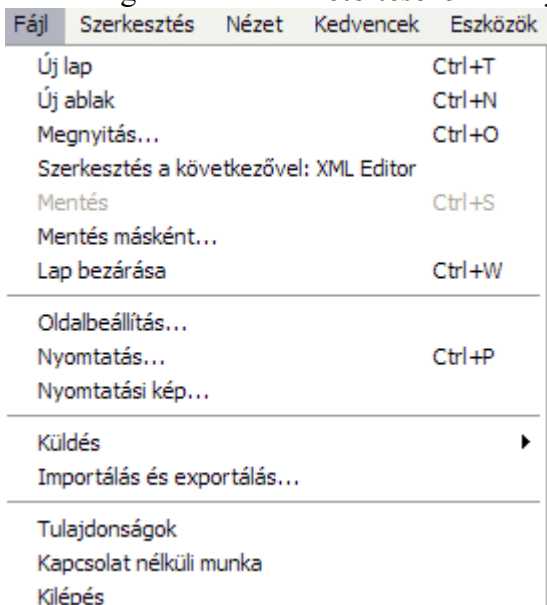 Fájl Szerkesztés Nézet Kedvencek Eszközök
Új lap Ctrl+T
Új ablak Ctrl+N
Megnyitás... Ctrl+O
Szerkesztés a következővel: XML Editor
Mentés Ctrl+S
Mentés másként...
Lap bezárása Ctrl+W
Oldalbeállítás...
Nyomtatás... Ctrl+P
Nyomtatási kép...
Küldés
Importálás és exportálás...
Tulajdonságok
Kapcsolat nélküli munka
Kilépés